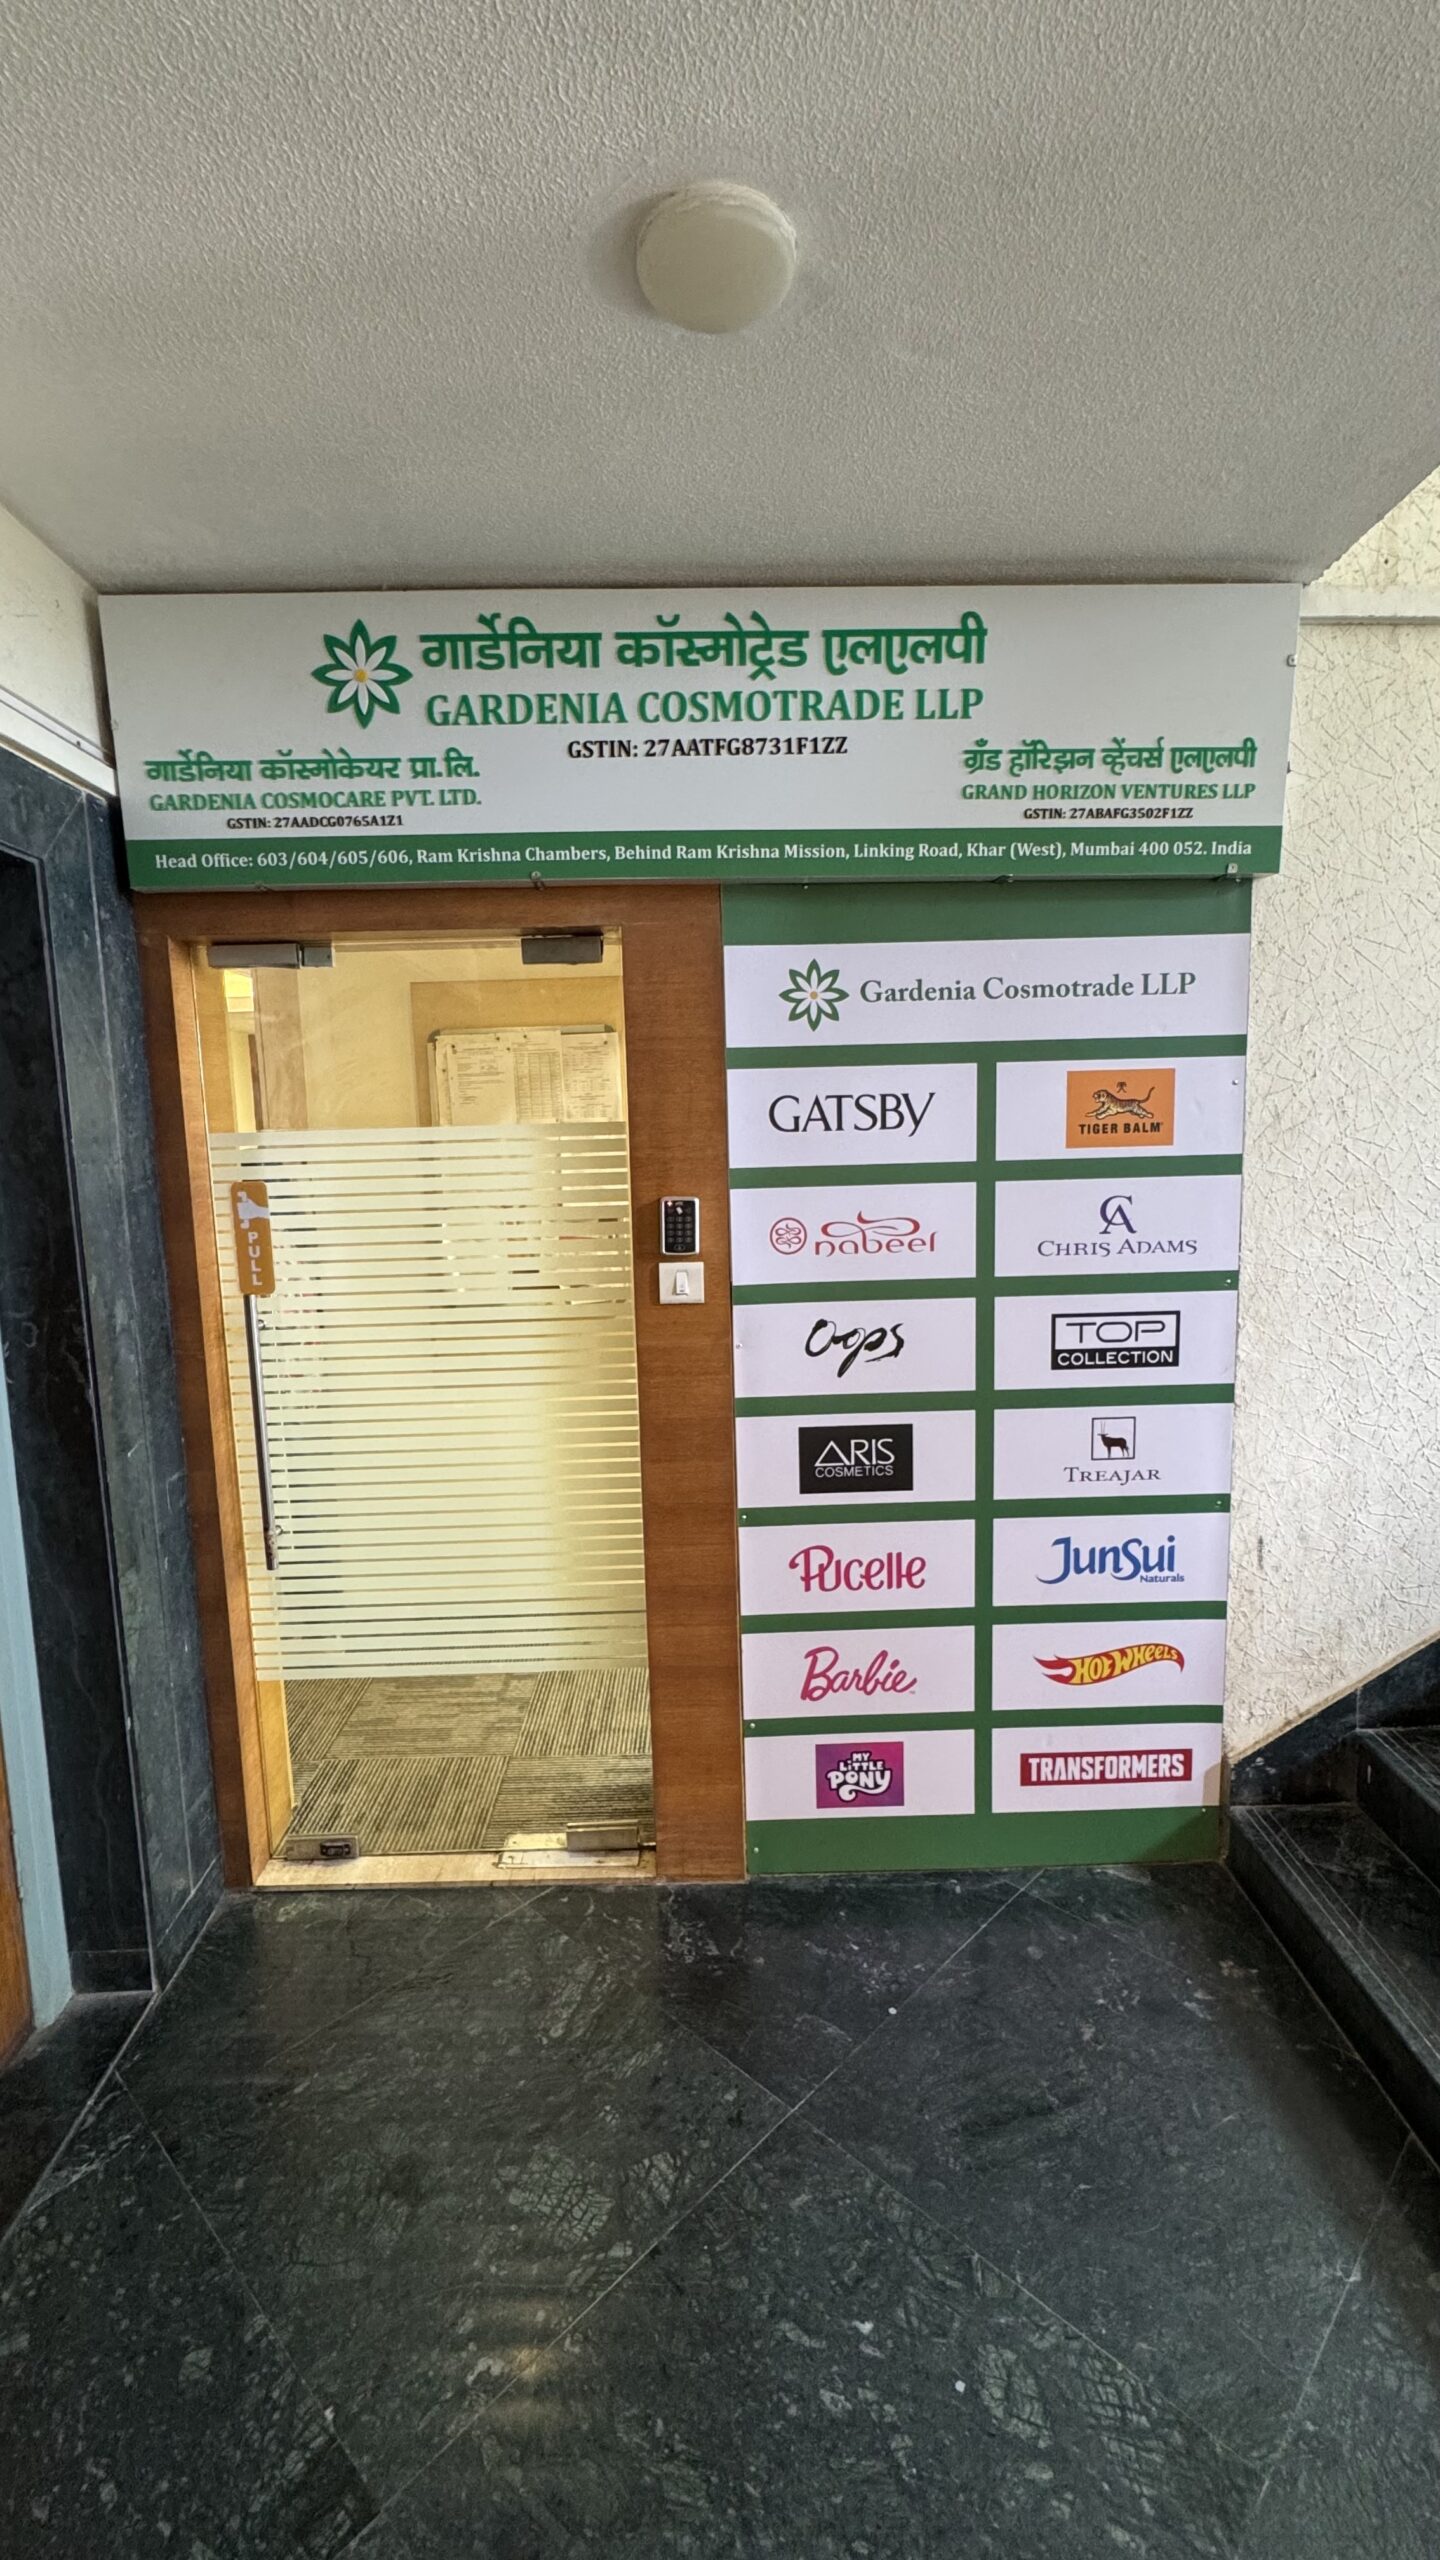 गार्डेनिया कॉस्मोट्रेड एलएलपी
GARDENIA COSMOTRADE LLP
GSTIN: 27AATFG8731F1ZZ
गार्डेनिया कॉस्मोकेयर प्रा.लि.
GARDENIA COSMOCARE PVT. LTD.
GSTIN: 27AADCG0765A1Z1
ग्रँड हॉरिझन व्हेंचर्स एलएलपी
GRAND HORIZON VENTURES LLP
GSTIN: 27ABAFG3502F1ZZ
Head Office: 603/604/605/606, Ram Krishna Chambers, Behind Ram Krishna Mission, Linking Road, Khar (West), Mumbai 400 052. India
PULL
Gardenia Cosmotrade LLP
GATSBY
TIGER BALM
nabeel
CA
CHRIS ADAMS
Oops
TOP
COLLECTION
ARIS
COSMETICS
TREAJAR
Pucelle
JunSui
Naturals
Barbie
HOT WHEELS
MY
LITTLE
PONY
TRANSFORMERS